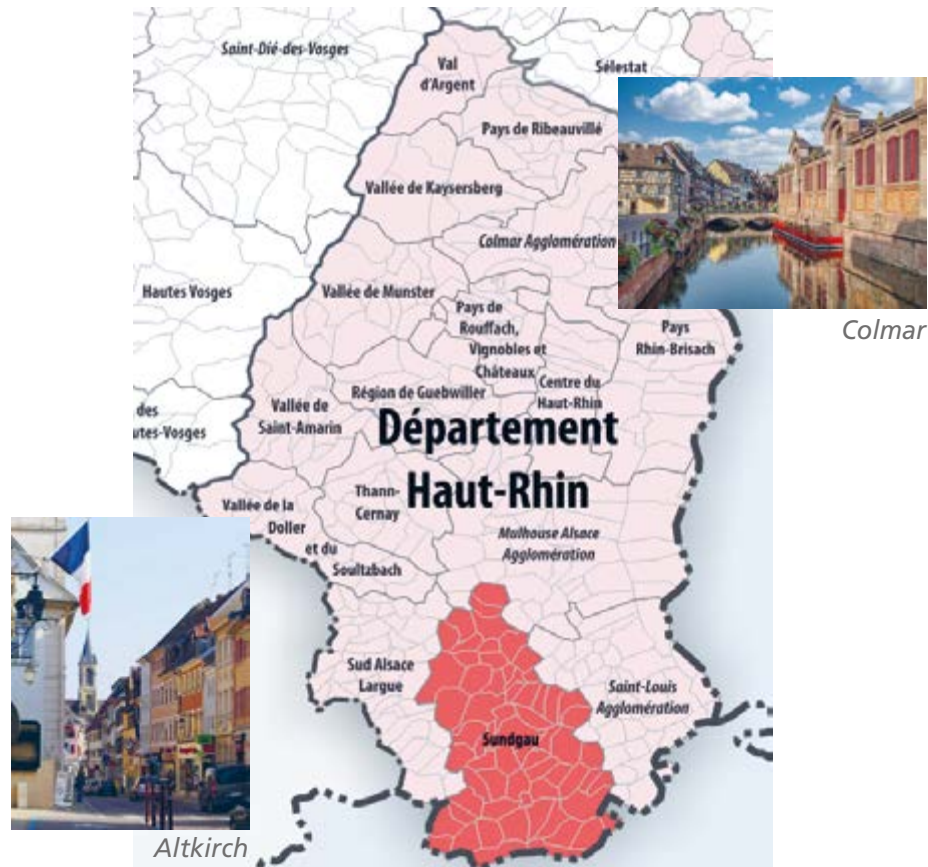 Saint-Dié-des-Vosges
Val
d'Argent
Sélestat
Pays de Ribeauvillé
Vallée de Kaysersberg
Colmar Agglomération
Hautes Vosges
Vallée de Munster
Pays de
Rouffach,
Vignobles et
Châteaux
Pays
Rhin-Brisach
Colmar
Région de Guebwiller
Centre du
Haut-Rhin
Vallée de
Saint-Amarin
des
utes-Vosges
Département
Haut-Rhin
Vallée de la
Doller
et du
Soultzbach
Thann-
Cernay
Mulhouse Alsace
Agglomération
Sud Alsace
Largue
Saint-Louis
Agglomération
Sundgau
Altkirch